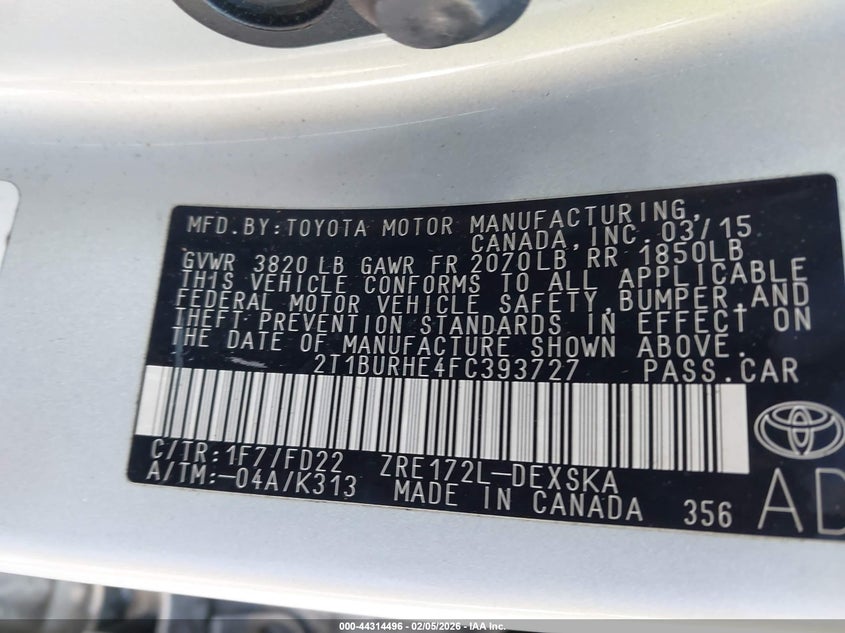 MFD.BY:TOYOTA MOTOR MANUFACTURING,
CANADA,INC. 03/15
GVWR 3820 LB GAWR FR 2070LB RR 1850LB
THIS VEHICLE CONFORMS TO ALL APPLICABLE
FEDERAL MOTOR VEHICLE SAFETY,BUMPER,AND
THEFT PREVENTION STANDARDS IN EFFECT ON
THE DATE OF MANUFACTURE SHOWN ABOVE.
2T1BURHE4FC393727 PASS.CAR
C/TR:1F7/FD22 ZRE172L-DEXSKA
A/TM:-04A/K313 MADE IN CANADA 356 AD
000-44314496 - 02/05/2026 - IAA Inc.